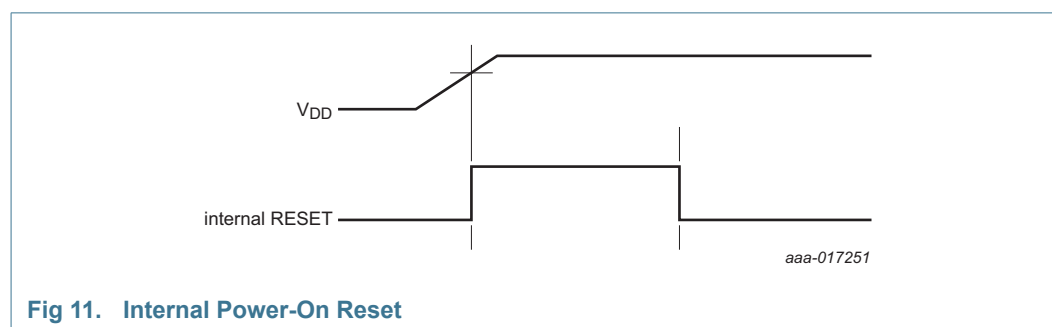 VDD
internal RESET
aaa-017251
Fig 11. Internal Power-On Reset